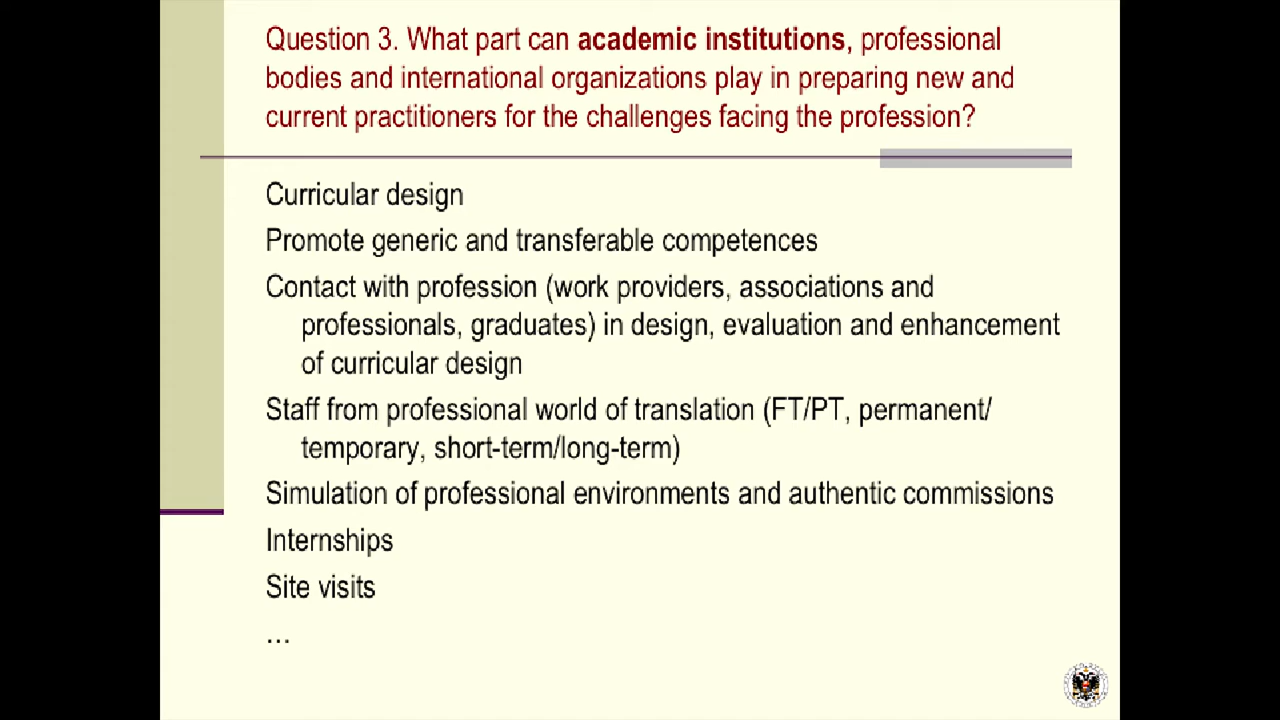 Question 3. What part can academic institutions, professional
bodies and international organizations play in preparing new and
current practitioners for the challenges facing the profession?
Curricular design
Promote generic and transferable competences
Contact with profession (work providers, associations and
professionals, graduates) in design, evaluation and enhancement
of curricular design
Staff from professional world of translation (FT/PT, permanent/
temporary, short-term/long-term)
Simulation of professional environments and authentic commissions
Internships
Site visits
…